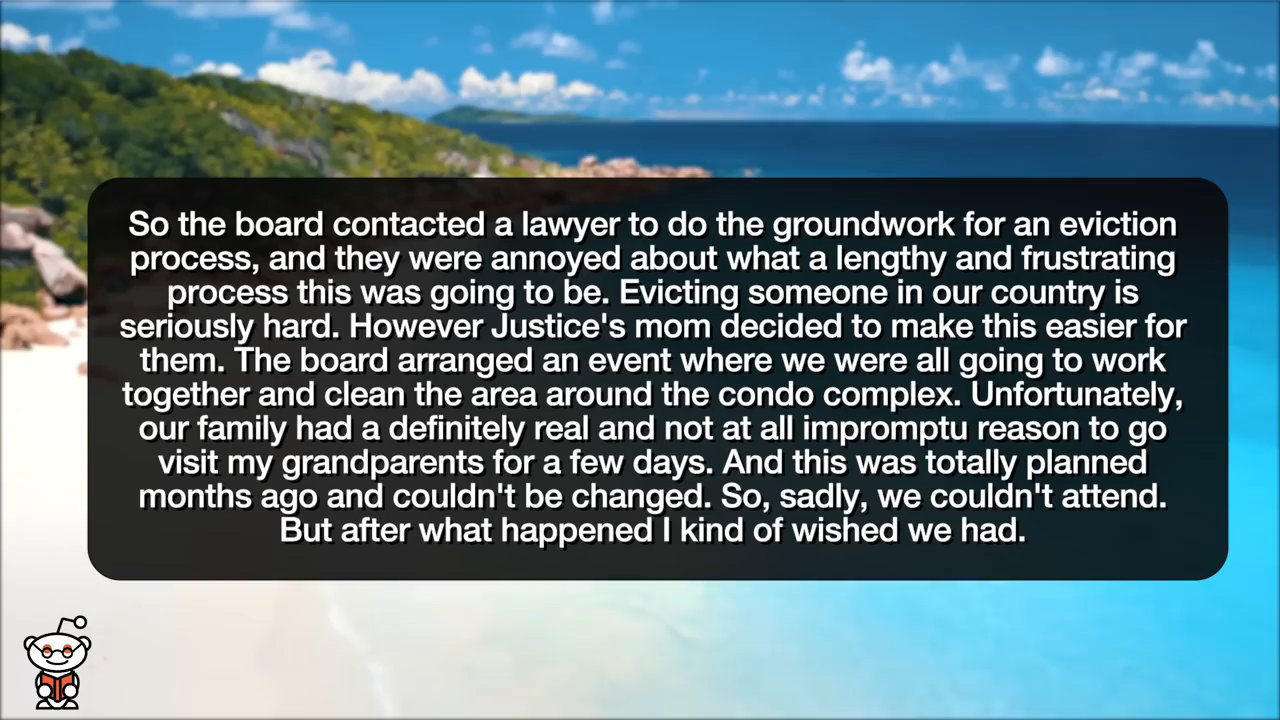 So the board contacted a lawyer to do the groundwork for an eviction
process, and they were annoyed about what a lengthy and frustrating
process this was going to be. Evicting someone in our country is
seriously hard. However Justice's mom decided to make this easier for
them. The board arranged an event where we were all going to work
together and clean the area around the condo complex. Unfortunately,
our family had a definitely real and not at all impromptu reason to go
visit my grandparents for a few days. And this was totally planned
months ago and couldn't be changed. So, sadly, we couldn't attend.
But after what happened I kind of wished we had.